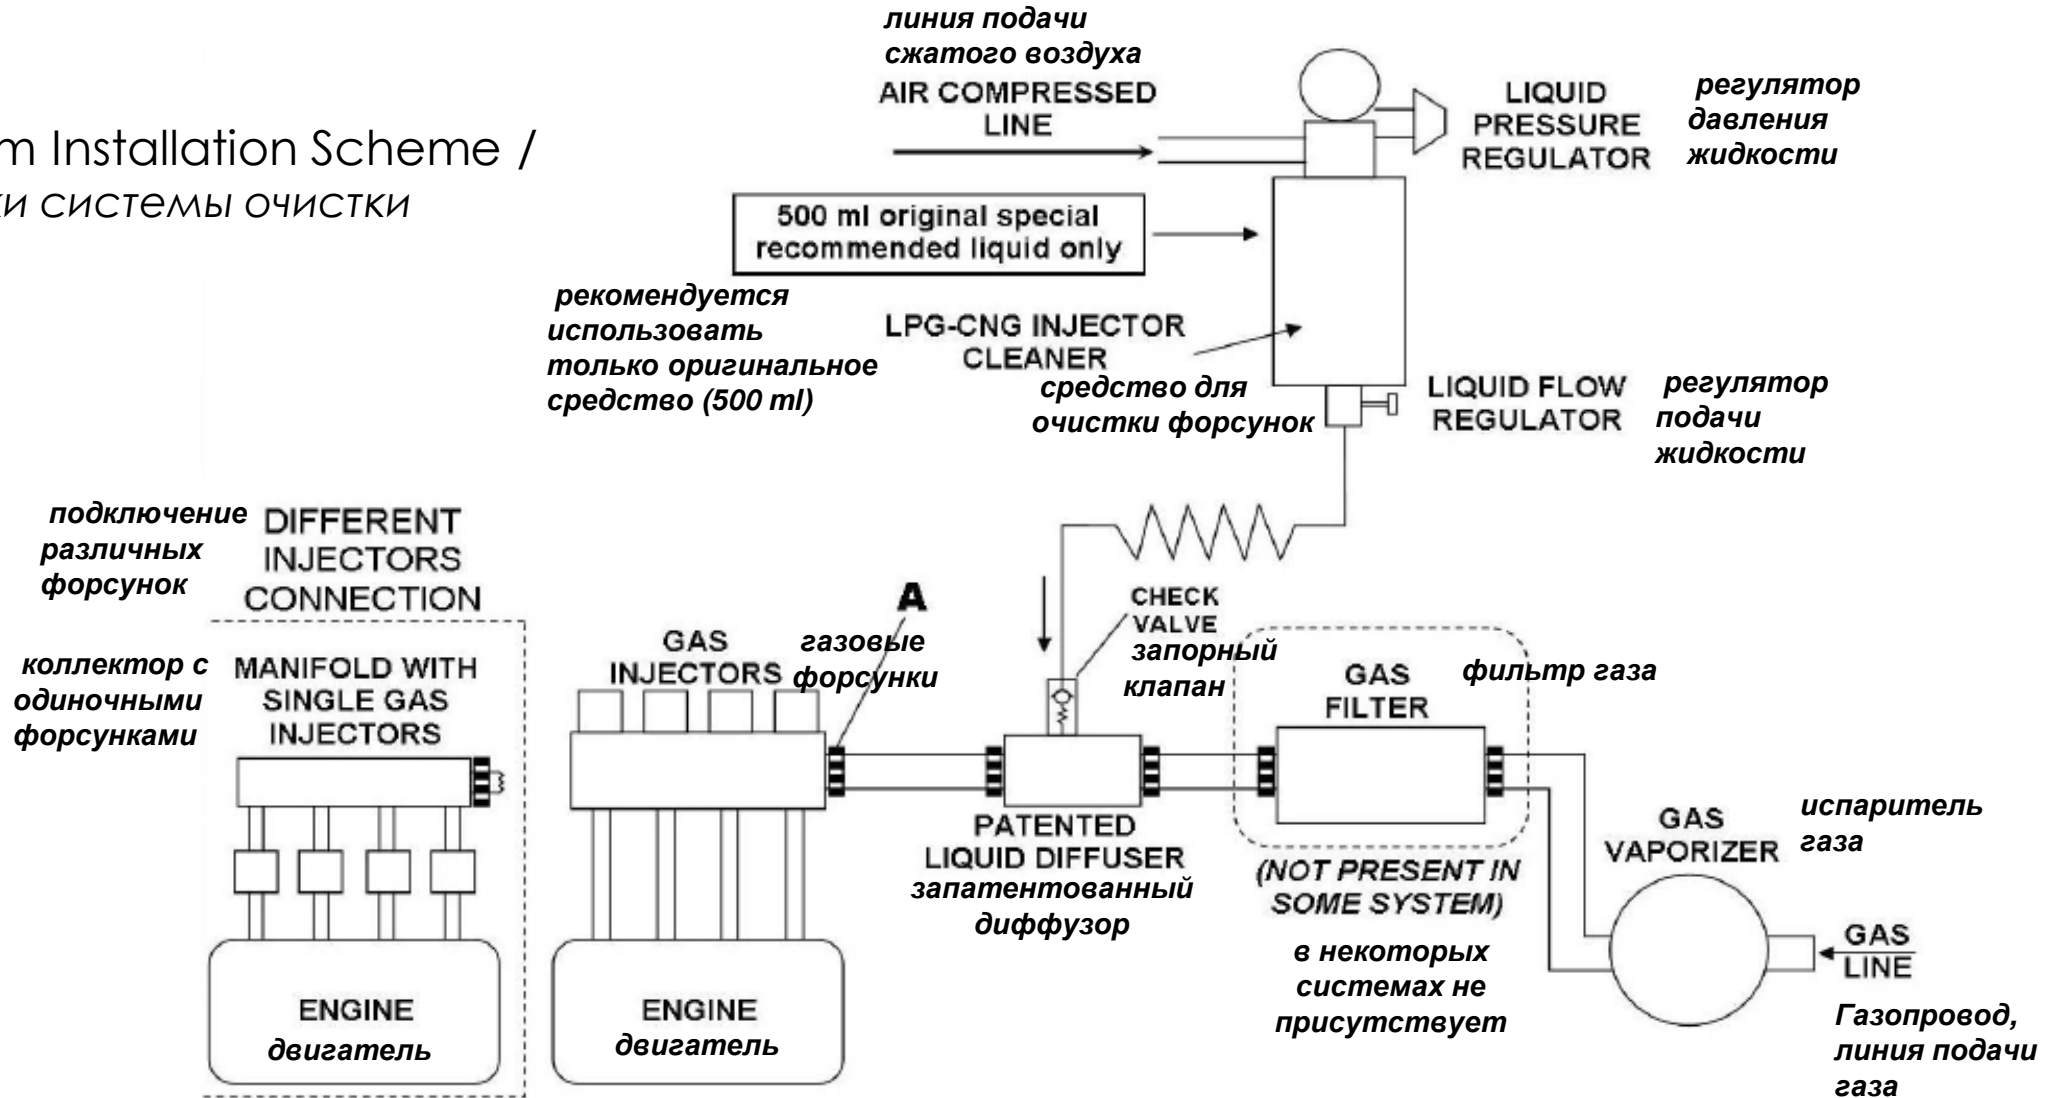 линия подачи
сжатого воздуха
AIR COMPRESSED
LINE
LIQUID
PRESSURE
REGULATOR
регулятор
давления
жидкости
m Installation Scheme /
ки системы очистки
500 ml original special
recommended liquid only
рекомендуется
использовать
только оригинальное
средство (500 ml)
LPG-CNG INJECTOR
CLEANER
средство для
очистки форсунок
LIQUID FLOW
REGULATOR
регулятор
подачи
жидкости
подключение
различных
форсунок
DIFFERENT
INJECTORS
CONNECTION
коллектор с
одиночными
форсунками
MANIFOLD WITH
SINGLE GAS
INJECTORS
GAS
INJECTORS
газовые
форсунки
A
CHECK
VALVE
запорный
клапан
GAS
FILTER
фильтр газа
PATENTED
LIQUID DIFFUSER
запатентованный
диффузор
(NOT PRESENT IN
SOME SYSTEM)
в некоторых
системах не
присутствует
GAS
VAPORIZER
испаритель
газа
GAS
LINE
Газопровод,
линия подачи
газа
ENGINE
двигатель
ENGINE
двигатель